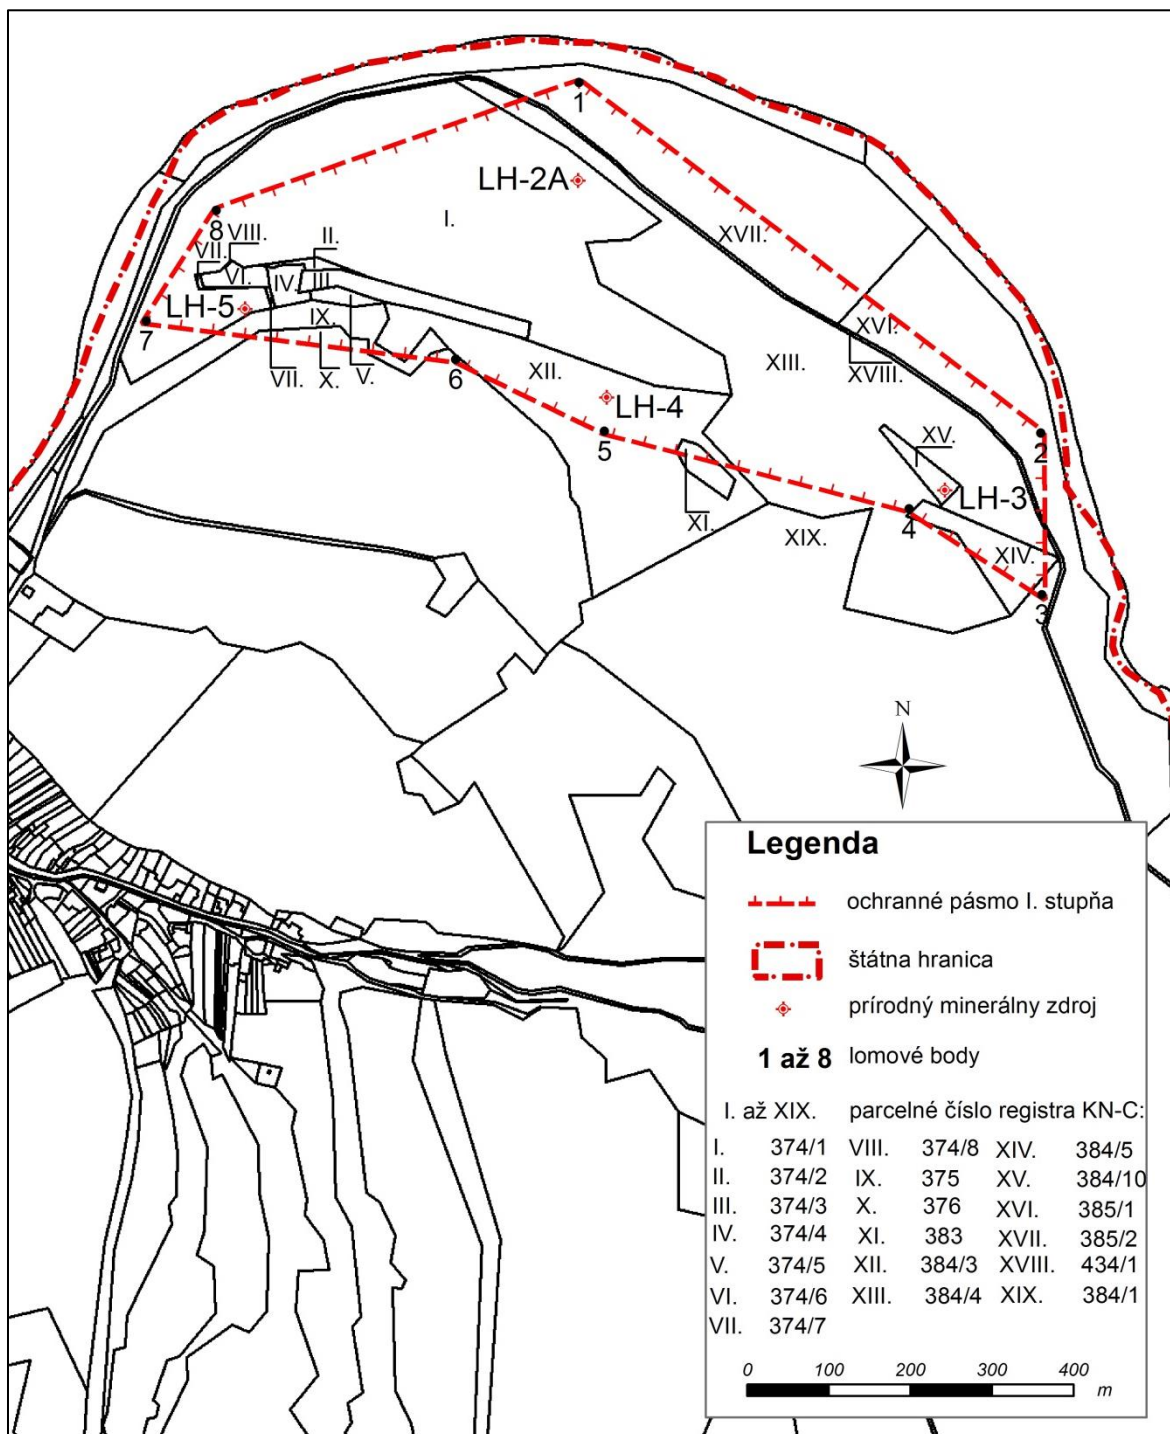 1
LH-2A
8
I.
XVII.
VIII.
II.
VII.
VI.
IV.
III
LH-5
IX.
7
XVI.
XIII.
XVIII.
VII.
X.
V.
6
XII.
LH-4
5
2
XV.
LH-3
XI.
XIX.
4
XIV.
3
N
Legenda
ochranné pásmo I. stupňa
štátna hranica
prírodný minerálny zdroj
1 až 8 lomové body
I. až XIX. parcelné číslo registra KN-C:
I. 374/1 VIII. 374/8 XIV. 384/5
II. 374/2 IX. 375 XV. 384/10
III. 374/3 X. 376 XVI. 385/1
IV. 374/4 XI. 383 XVII. 385/2
V. 374/5 XII. 384/3 XVIII. 434/1
VI. 374/6 XIII. 384/4 XIX. 384/1
VII. 374/7
0 100 200 300 400
m